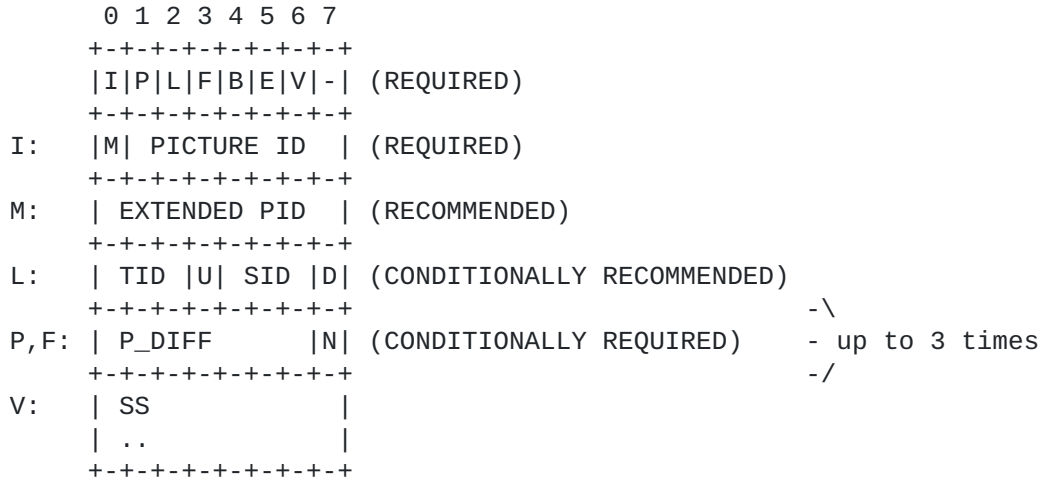 0 1 2 3 4 5 6 7
     +-+-+-+-+-+-+-+-+
     |I|P|L|F|B|E|V|-| (REQUIRED)
     +-+-+-+-+-+-+-+-+
I:   |M| PICTURE ID  | (REQUIRED)
     +-+-+-+-+-+-+-+-+
M:   | EXTENDED PID  | (RECOMMENDED)
     +-+-+-+-+-+-+-+-+
L:   | TID |U| SID |D| (CONDITIONALLY RECOMMENDED)
     +-+-+-+-+-+-+-+-+                             -\
P,F: | P_DIFF      |N| (CONDITIONALLY REQUIRED)    - up to 3 times
     +-+-+-+-+-+-+-+-+                             -/
V:   | SS            |
     | ..            |
     +-+-+-+-+-+-+-+-+